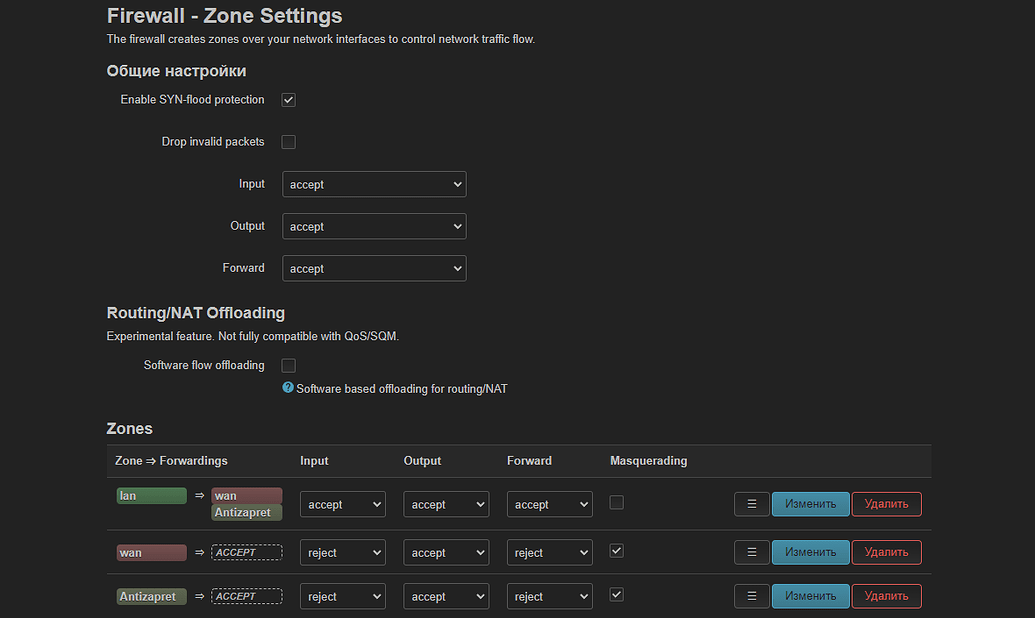 Firewall - Zone Settings
The firewall creates zones over your network interfaces to control network traffic flow.
Общие настройки
Enable SYN-flood protection
Drop invalid packets
Input accept
Output accept
Forward accept
Routing/NAT Offloading
Experimental feature. Not fully compatible with QoS/SQM.
Software flow offloading
Software based offloading for routing/NAT
Zones
Zone ⇒ Forwardings Input Output Forward Masquerading
lan ⇒ wan Antizapret accept accept accept Изменить Удалить
wan ⇒ ACCEPT reject accept reject Изменить Удалить
Antizapret ⇒ ACCEPT reject accept reject Изменить Удалить